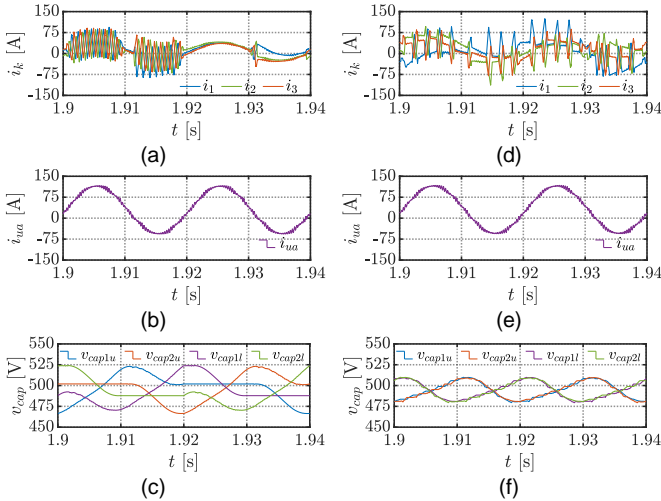 150
75
0
-75
-150
i_k [A]
i_1 i_2 i_3
1.9 1.91 1.92 1.93 1.94
t [s]
(a)
150
75
0
-75
-150
i_k [A]
i_1 i_2 i_3
1.9 1.91 1.92 1.93 1.94
t [s]
(d)
150
75
0
-75
-150
i_ua [A]
i_ua
1.9 1.91 1.92 1.93 1.94
t [s]
(b)
150
75
0
-75
-150
i_ua [A]
i_ua
1.9 1.91 1.92 1.93 1.94
t [s]
(e)
550
525
500
475
450
v_cap [V]
v_cap1u v_cap2u v_cap1l v_cap2l
1.9 1.91 1.92 1.93 1.94
t [s]
(c)
550
525
500
475
450
v_cap [V]
v_cap1u v_cap2u v_cap1l v_cap2l
1.9 1.91 1.92 1.93 1.94
t [s]
(f)